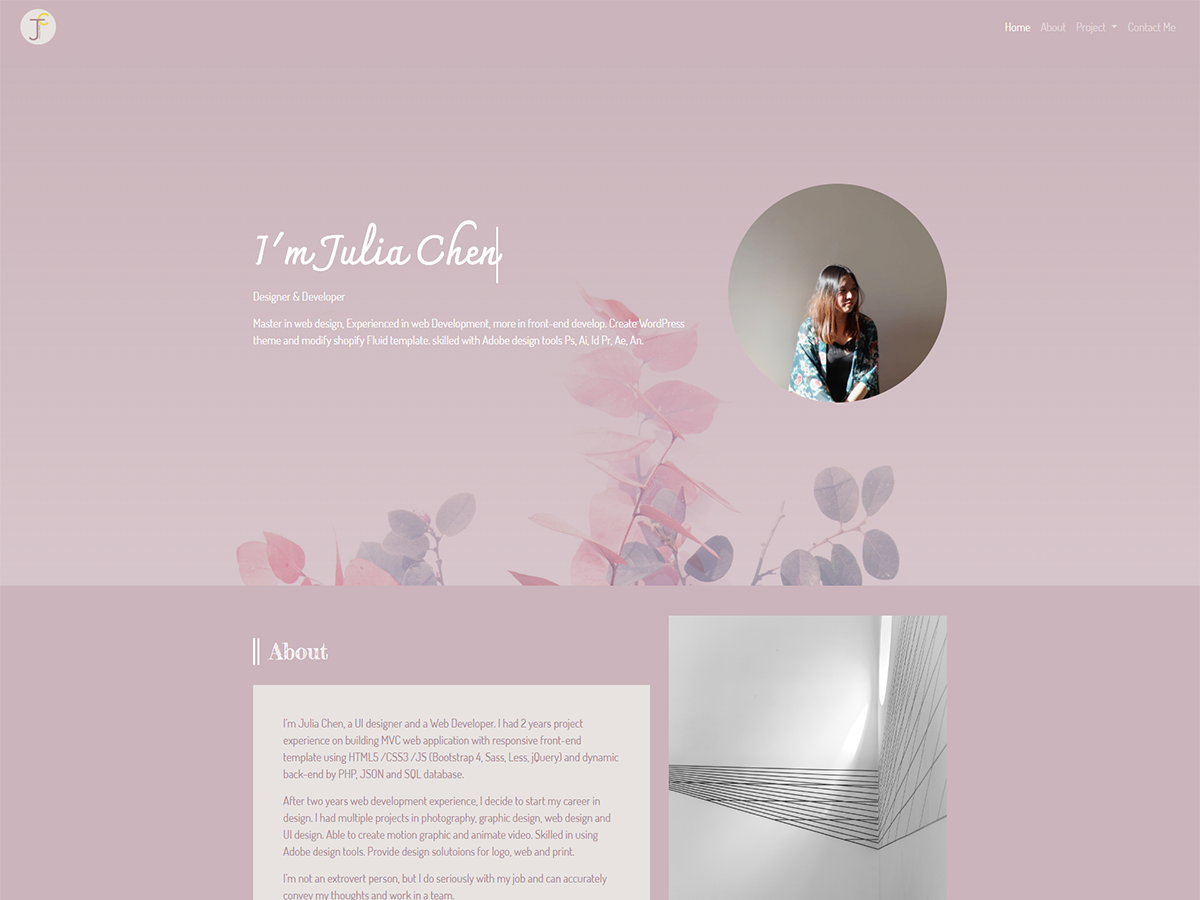 Home About Project Contact Me
I'm Julia Chen
Designer & Developer
Master in web design, Experienced in web Development, more in front-end develop. Create WordPress
theme and modify shopify Fluid template. skilled with Adobe design tools Ps, Ai, Id Pr, Ae, An.
About
I'm Julia Chen, a UI designer and a Web Developer. I had 2 years project
experience on building MVC web application with responsive front-end
template using HTML5 /CSS3 /JS (Bootstrap 4, Sass, Less, jQuery) and dynamic
back-end by PHP, JSON and SQL database.
After two years web development experience, I decide to start my career in
design. I had multiple projects in photography, graphic design, web design and
UI design. Able to create motion graphic and animate video. Skilled in using
Adobe design tools. Provide design solutoions for logo, web and print.
I'm not an extrovert person, but I do seriously with my job and can accurately
convey my thoughts and work in a team.